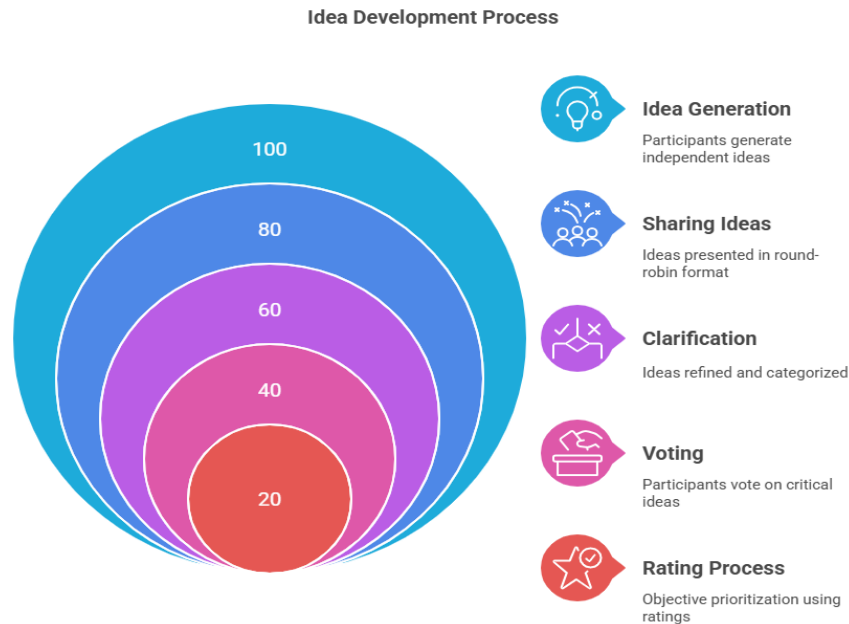 Idea Development Process
100
80
60
40
20
Idea Generation
Participants generate
independent ideas
Sharing Ideas
Ideas presented in round-
robin format
Clarification
Ideas refined and categorized
Voting
Participants vote on critical
ideas
Rating Process
Objective prioritization using
ratings